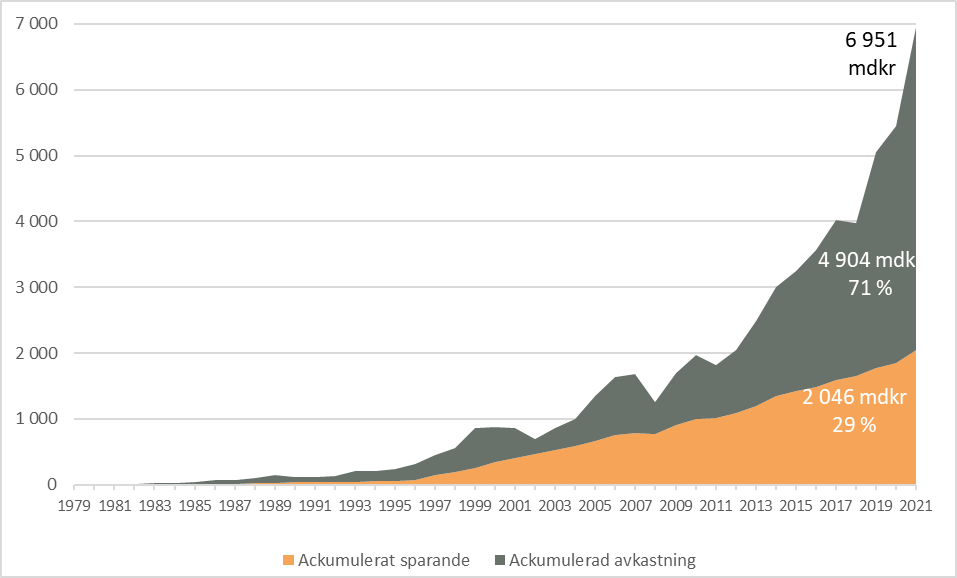 7 000
6 951
mdkr
6 000
5 000
4 000
4 904 mdk
71 %
3 000
2 000
2 046 mdkr
29 %
1 000
0
1979 1981 1983 1985 1987 1989 1991 1993 1995 1997 1999 2001 2003 2005 2007 2009 2011 2013 2015 2017 2019 2021
Ackumulerat sparande Ackumulerad avkastning